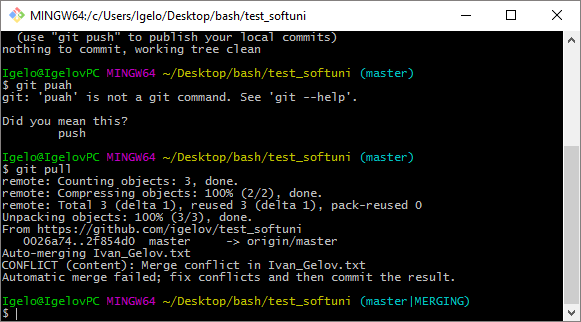 MINGW64:/c/Users/Igelo/Desktop/bash/test_softuni
(use "git push" to publish your local commits)
nothing to commit, working tree clean
Igelo@IgelovPC MINGW64 ~/Desktop/bash/test_softuni (master)
$ git puah
git: 'puah' is not a git command. See 'git --help'.
Did you mean this?
push
Igelo@IgelovPC MINGW64 ~/Desktop/bash/test_softuni (master)
$ git pull
remote: Counting objects: 3, done.
remote: Compressing objects: 100% (2/2), done.
remote: Total 3 (delta 1), reused 3 (delta 1), pack-reused 0
Unpacking objects: 100% (3/3), done.
From https://github.com/igelov/test_softuni
0026a74..2f854d0  master     -> origin/master
Auto-merging Ivan_Gelov.txt
CONFLICT (content): Merge conflict in Ivan_Gelov.txt
Automatic merge failed; fix conflicts and then commit the result.
Igelo@IgelovPC MINGW64 ~/Desktop/bash/test_softuni (master|MERGING)
$